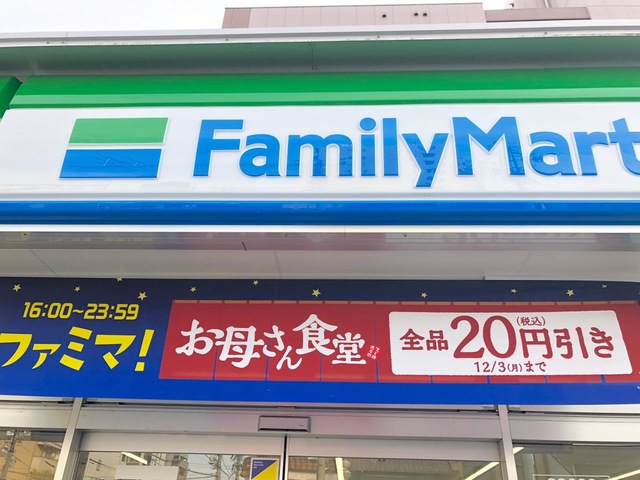 FamilyMart
16:00~23:59
ファミマ!
お母さん食堂
全品20円引き
(税込)
12/3(月)まで